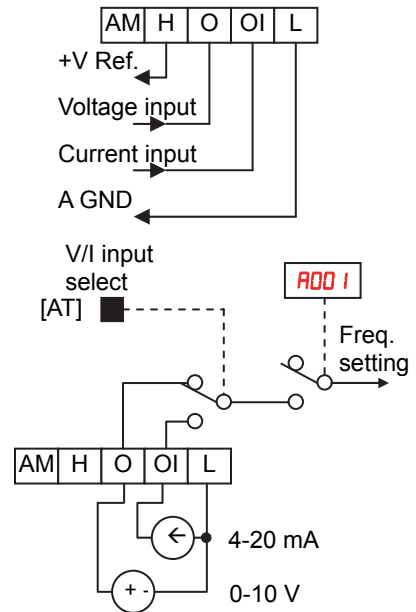 AM H O OI L
+V Ref.
Voltage input
Current input
A GND
V/I input
select
[AT]
A001
Freq.
setting
AM H O OI L
4-20 mA
+ -
0-10 V